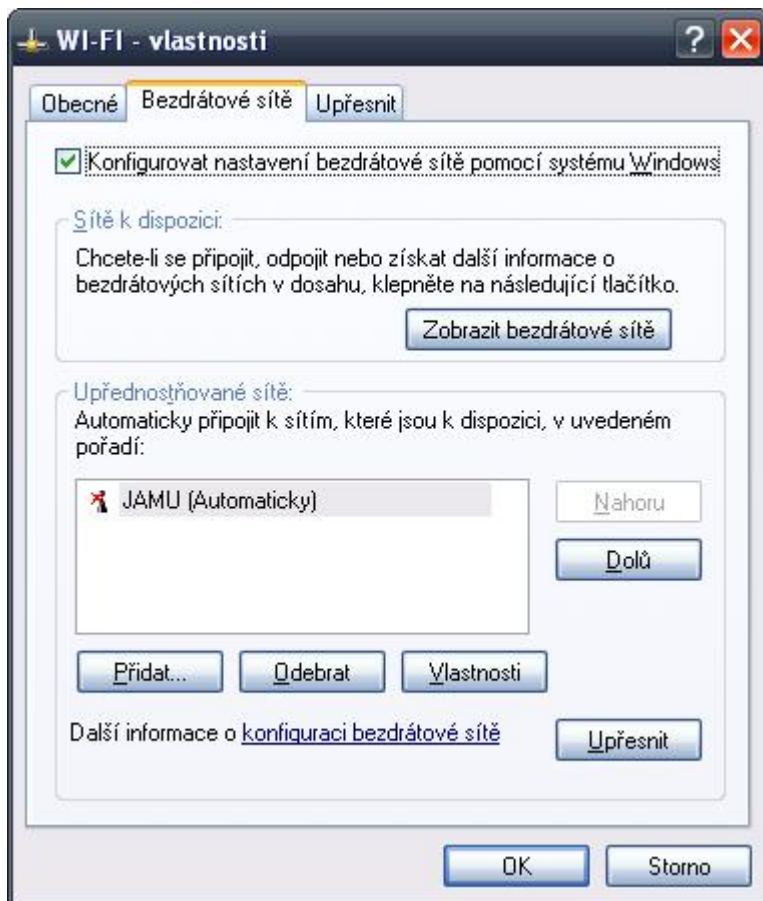 WI-FI - vlastnosti
Obecné Bezdrátové sítě Upřesnit
Konfigurovat nastavení bezdrátové sítě pomocí systému Windows
Sítě k dispozici:
Chcete-li se připojit, odpojit nebo získat další informace o
bezdrátových sítích v dosahu, klepněte na následující tlačítko.
Zobrazit bezdrátové sítě
Upřednostňované sítě:
Automaticky připojit k sítím, které jsou k dispozici, v uvedeném
pořadí:
JAMU (Automaticky)
Nahoru
Dolů
Přidat... Odebrat Vlastnosti
Další informace o konfiguraci bezdrátové sítě
Upřesnit
OK Storno